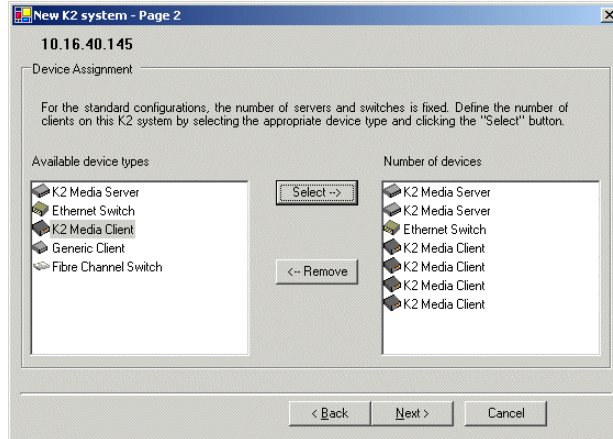 New K2 system - Page 2
10.16.40.145
Device Assignment
For the standard configurations, the number of servers and switches is fixed. Define the number of
clients on this K2 system by selecting the appropriate device type and clicking the "Select" button.
Available device types
Number of devices
K2 Media Server
Ethernet Switch
K2 Media Client
Generic Client
Fibre Channel Switch
Select -->
<-- Remove
K2 Media Server
K2 Media Server
Ethernet Switch
K2 Media Client
K2 Media Client
K2 Media Client
K2 Media Client
< Back
Next >
Cancel